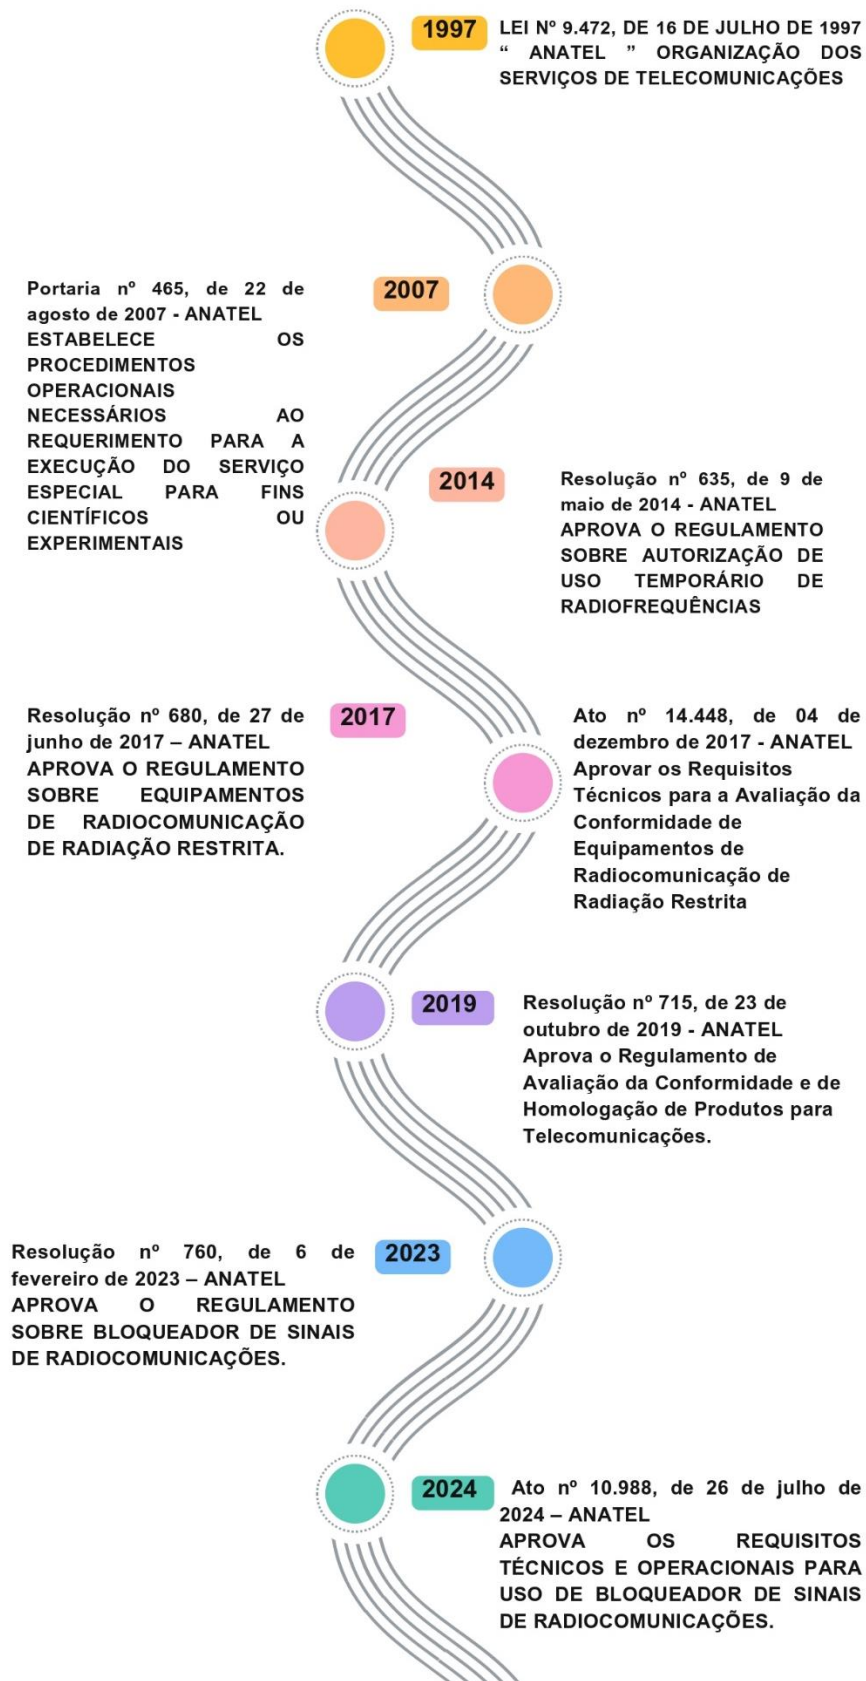 1997
LEI Nº 9.472, DE 16 DE JULHO DE 1997
“ ANATEL ” ORGANIZAÇÃO DOS
SERVIÇOS DE TELECOMUNICAÇÕES
2007
Portaria nº 465, de 22 de
agosto de 2007 - ANATEL
ESTABELECE OS
PROCEDIMENTOS
OPERACIONAIS
NECESSÁRIOS AO
REQUERIMENTO PARA A
EXECUÇÃO DO SERVIÇO
ESPECIAL PARA FINS
CIENTÍFICOS OU
EXPERIMENTAIS
2014
Resolução nº 635, de 9 de
maio de 2014 - ANATEL
APROVA O REGULAMENTO
SOBRE AUTORIZAÇÃO DE
USO TEMPORÁRIO DE
RADIOFREQUÊNCIAS
2017
Resolução nº 680, de 27 de
junho de 2017 – ANATEL
APROVA O REGULAMENTO
SOBRE EQUIPAMENTOS
DE RADIOCOMUNICAÇÃO
DE RADIAÇÃO RESTRITA.
Ato nº 14.448, de 04 de
dezembro de 2017 - ANATEL
Aprovar os Requisitos
Técnicos para a Avaliação da
Conformidade de
Equipamentos de
Radiocomunicação de
Radiação Restrita
2019
Resolução nº 715, de 23 de
outubro de 2019 - ANATEL
Aprova o Regulamento de
Avaliação da Conformidade e de
Homologação de Produtos para
Telecomunicações.
2023
Resolução nº 760, de 6 de
fevereiro de 2023 – ANATEL
APROVA O REGULAMENTO
SOBRE BLOQUEADOR DE SINAIS
DE RADIOCOMUNICAÇÕES.
2024
Ato nº 10.988, de 26 de julho de
2024 – ANATEL
APROVA OS REQUISITOS
TÉCNICOS E OPERACIONAIS PARA
USO DE BLOQUEADOR DE SINAIS
DE RADIOCOMUNICAÇÕES.